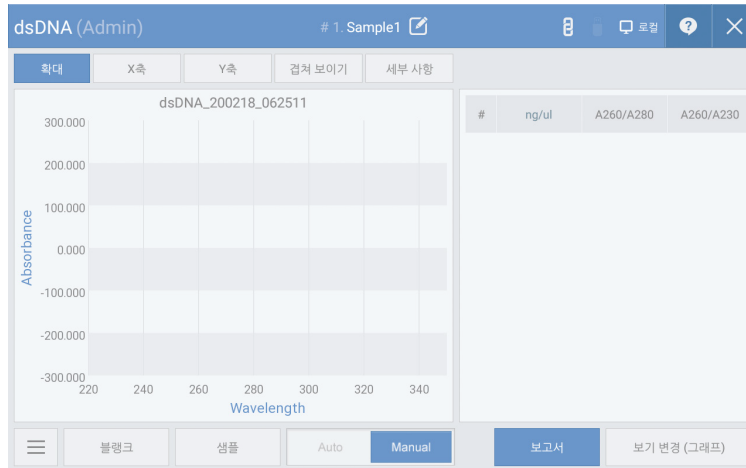 dsDNA (Admin) # 1. Sample1 로컬 ?
확대 X축 Y축 겹쳐 보이기 세부 사항
dsDNA_200218_062511
# ng/ul A260/A280 A260/A230
300.000
200.000
100.000
0.000
-100.000
-200.000
-300.000
Absorbance
220 240 260 280 300 320 340
Wavelength
블랭크 샘플 Auto Manual 보고서 보기 변경 (그래프)